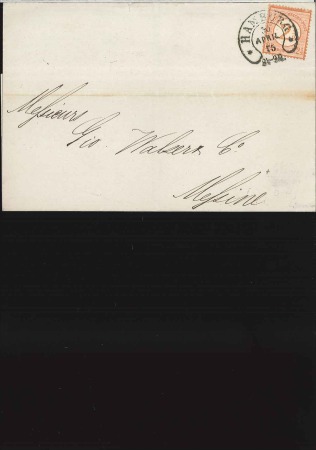 HAMBURG
APRIL
75
Messieurs
Gio. Walser & Co.
Messine